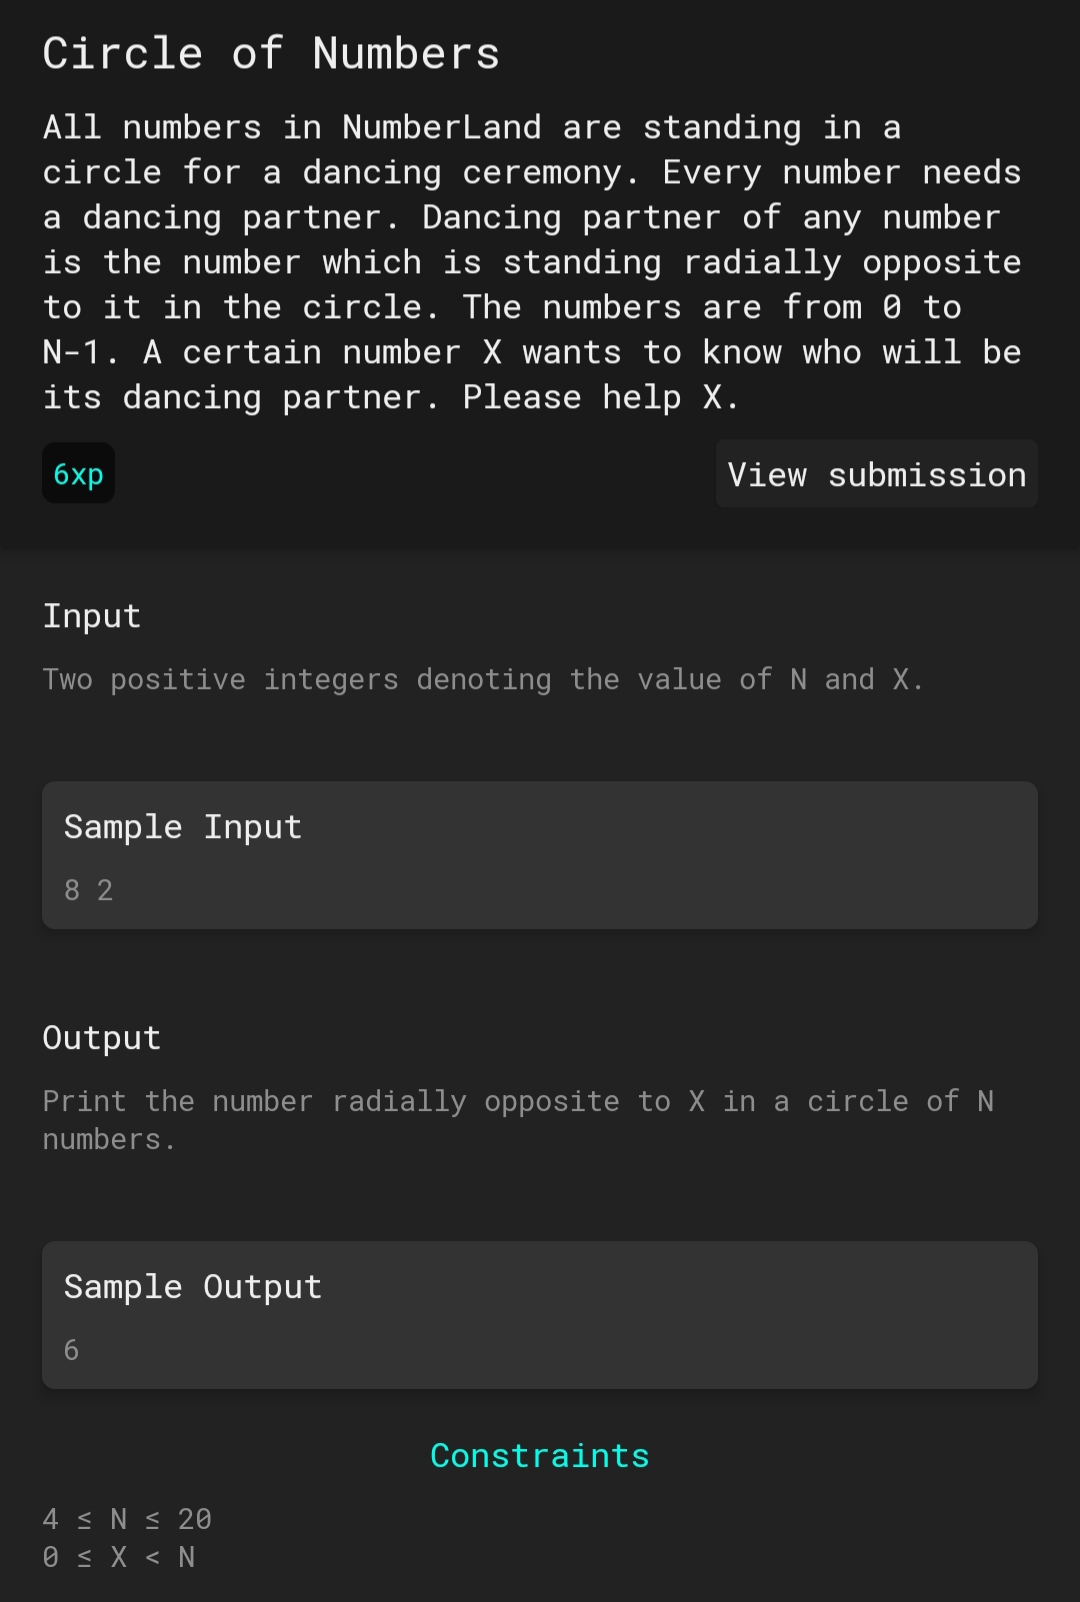 Circle of Numbers
All numbers in NumberLand are standing in a
circle for a dancing ceremony. Every number needs
a dancing partner. Dancing partner of any number
is the number which is standing radially opposite
to it in the circle. The numbers are from 0 to
N-1. A certain number X wants to know who will be
its dancing partner. Please help X.
6xp
View submission
Input
Two positive integers denoting the value of N and X.
Sample Input
8 2
Output
Print the number radially opposite to X in a circle of N
numbers.
Sample Output
6
Constraints
4 ≤ N ≤ 20
0 ≤ X < N